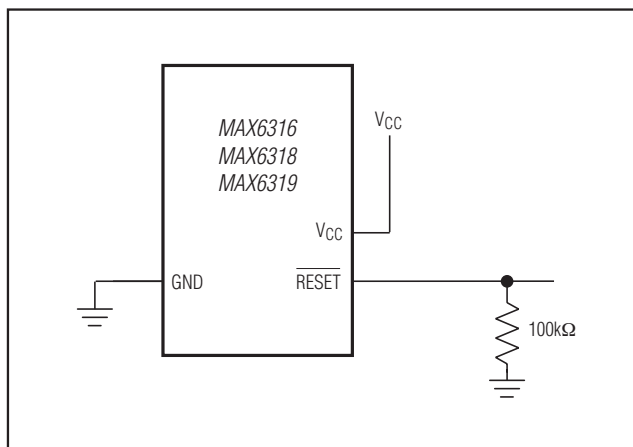 MAX6316
MAX6318
MAX6319
VCC
VCC
GND
RESET
100kΩ